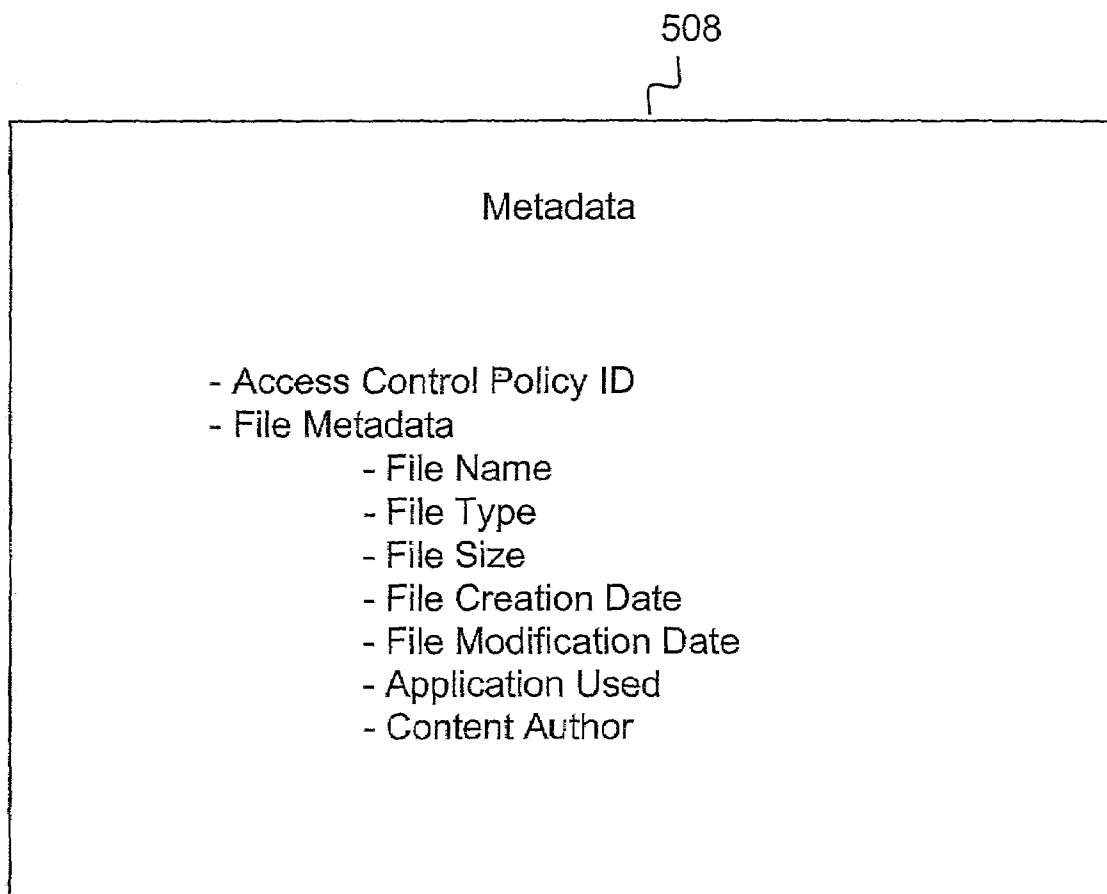 508
Metadata
- Access Control Policy ID
- File Metadata
- File Name
- File Type
- File Size
- File Creation Date
- File Modification Date
- Application Used
- Content Author